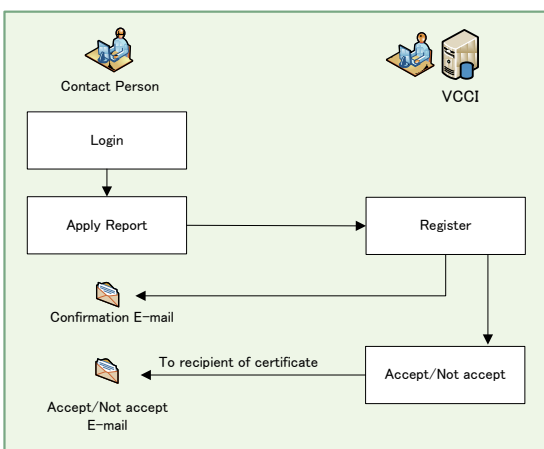 Contact Person
VCCI
Login
Apply Report
Register
Confirmation E-mail
To recipient of certificate
Accept/Not accept
Accept/Not accept
E-mail